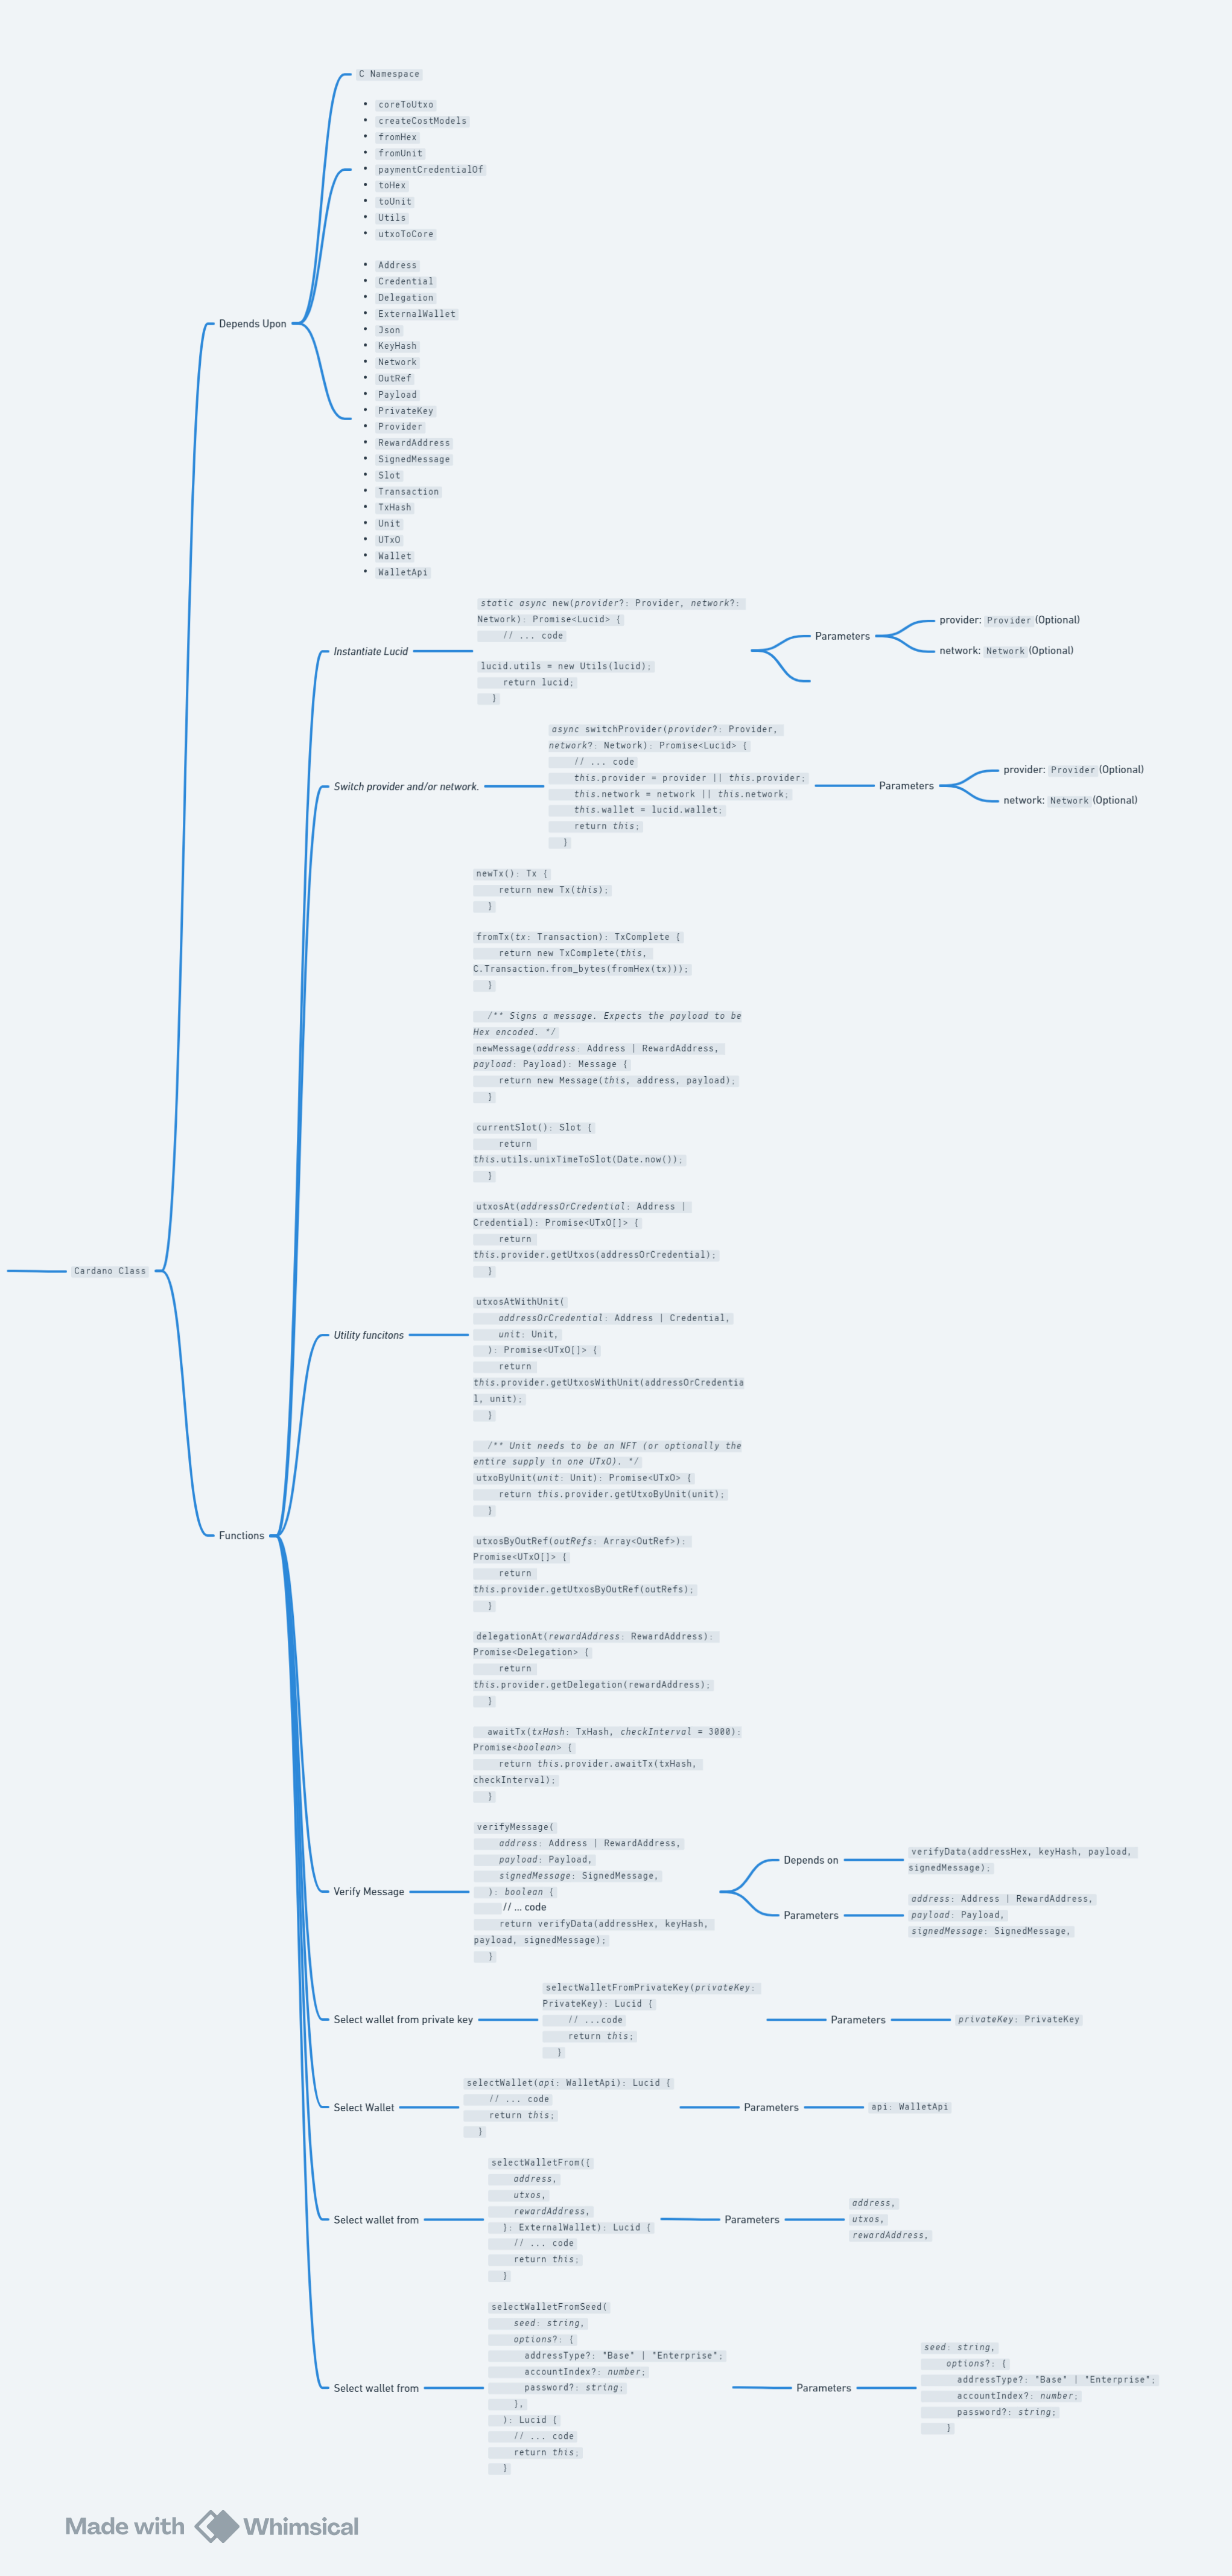 C Namespace
• coreToUtxo
• createCostModels
• fromHex
• fromUnit
• paymentCredentialOf
• toHex
• toUnit
• Utils
• utxoToCore
• Address
• Credential
• Delegation
• ExternalWallet
• Json
• KeyHash
• Network
• OutRef
• Payload
• PrivateKey
• Provider
• RewardAddress
• SignedMessage
• Slot
• Transaction
• TxHash
• Unit
• UTxO
• Wallet
• WalletApi
Depends Upon
Cardano Class
Functions
Instantiate Lucid
static async new(provider?: Provider, network?:
Network): Promise<Lucid> {
// ... code
lucid.utils = new Utils(lucid);
return lucid;
}
Parameters
provider: Provider (Optional)
network: Network (Optional)
Switch provider and/or network.
async switchProvider(provider?: Provider,
network?: Network): Promise<Lucid> {
// ... code
this.provider = provider || this.provider;
this.network = network || this.network;
this.wallet = lucid.wallet;
return this;
}
Parameters
provider: Provider (Optional)
network: Network (Optional)
Utility funcitons
newTx(): Tx {
return new Tx(this);
}
fromTx(tx: Transaction): TxComplete {
return new TxComplete(this,
C.Transaction.from_bytes(fromHex(tx)));
}
/** Signs a message. Expects the payload to be
Hex encoded. */
newMessage(address: Address | RewardAddress,
payload: Payload): Message {
return new Message(this, address, payload);
}
currentSlot(): Slot {
return
this.utils.unixTimeToSlot(Date.now());
}
utxosAt(addressOrCredential: Address |
Credential): Promise<UTxO[]> {
return
this.provider.getUtxos(addressOrCredential);
}
utxosAtWithUnit(
addressOrCredential: Address | Credential,
unit: Unit,
): Promise<UTxO[]> {
return
this.provider.getUtxosWithUnit(addressOrCredentia
l, unit);
}
/** Unit needs to be an NFT (or optionally the
entire supply in one UTxO). */
utxoByUnit(unit: Unit): Promise<UTxO> {
return this.provider.getUtxoByUnit(unit);
}
utxosByOutRef(outRefs: Array<OutRef>):
Promise<UTxO[]> {
return
this.provider.getUtxosByOutRef(outRefs);
}
delegationAt(rewardAddress: RewardAddress):
Promise<Delegation> {
return
this.provider.getDelegation(rewardAddress);
}
awaitTx(txHash: TxHash, checkInterval = 3000):
Promise<boolean> {
return this.provider.awaitTx(txHash,
checkInterval);
}
Verify Message
verifyMessage(
address: Address | RewardAddress,
payload: Payload,
signedMessage: SignedMessage,
): boolean {
// ... code
return verifyData(addressHex, keyHash,
payload, signedMessage);
}
Depends on
verifyData(addressHex, keyHash, payload,
signedMessage);
Parameters
address: Address | RewardAddress,
payload: Payload,
signedMessage: SignedMessage,
Select wallet from private key
selectWalletFromPrivateKey(privateKey:
PrivateKey): Lucid {
// ...code
return this;
}
Parameters
privateKey: PrivateKey
Select Wallet
selectWallet(api: WalletApi): Lucid {
// ... code
return this;
}
Parameters
api: WalletApi
Select wallet from
selectWalletFrom({
address,
utxos,
rewardAddress,
}: ExternalWallet): Lucid {
// ... code
return this;
}
Parameters
address,
utxos,
rewardAddress,
Select wallet from
selectWalletFromSeed(
seed: string,
options?: {
addressType?: "Base" | "Enterprise";
accountIndex?: number;
password?: string;
},
): Lucid {
// ... code
return this;
}
Parameters
seed: string,
options?: {
addressType?: "Base" | "Enterprise";
accountIndex?: number;
password?: string;
}
Made with Whimsical